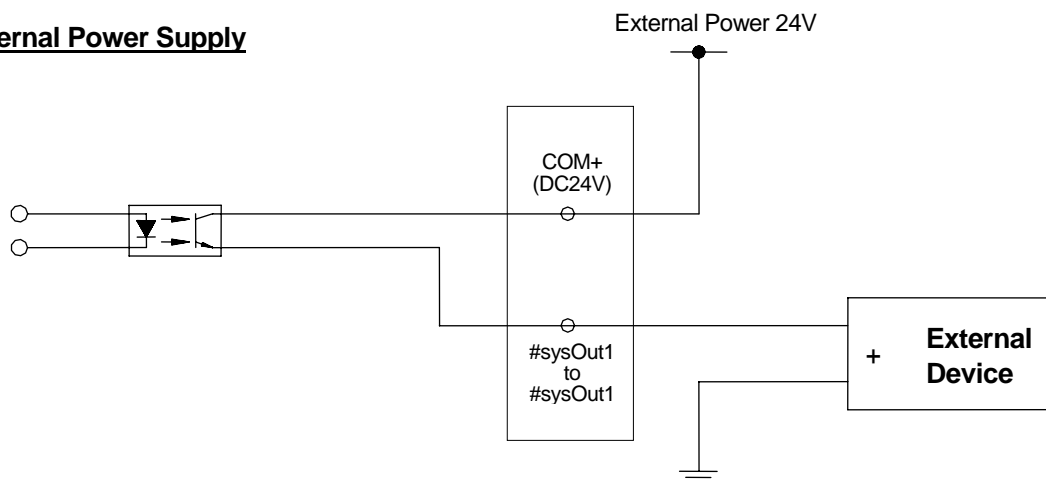 External Power 24V
ernal Power Supply
COM+
(DC24V)
#sysOut1
to
#sysOut1
+
External
Device